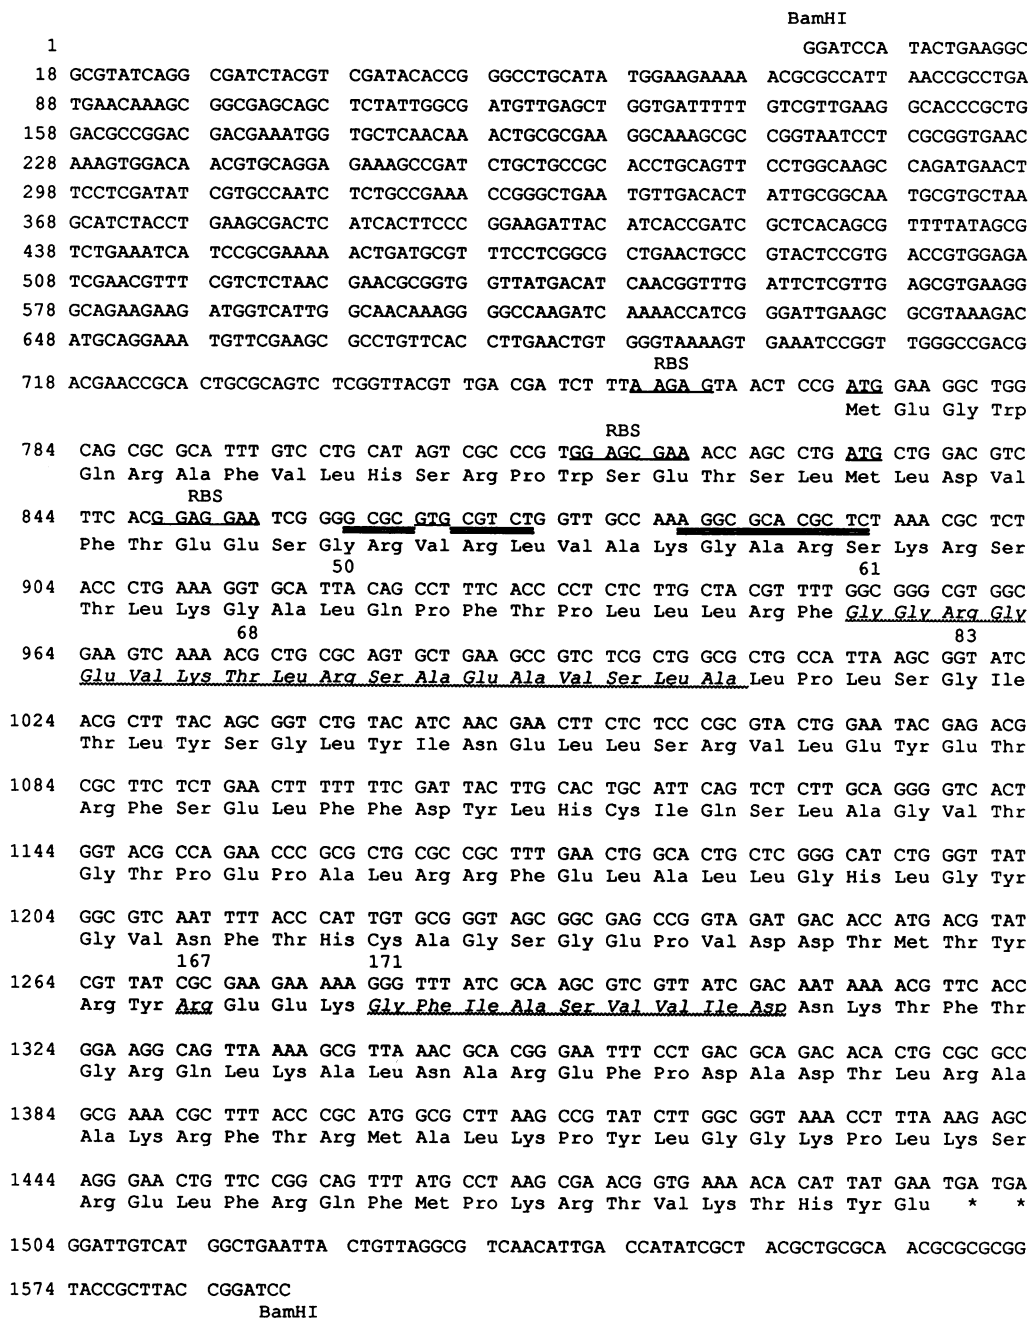 BamHI
1 GGATCCA TACTGAAGGC
18 GCGTATCAGG CGATCTACGT CGATACACCG GGCCTGCATA TGGAAGAAAA ACGCGCCATT AACCGCCTGA
88 TGAACAAAGC GGCGAGCAGC TCTATTGGCG ATGTTGAGCT GGTGATTTTT GTCGTTGAAG GCACCCGCTG
158 GACGCCGGAC GACGAAATGG TGCTCAACAA ACTGCGCGAA GGCAAAGCGC CGGTAATCCT CGCGGTGAAC
228 AAAGTGGACA ACGTGCAGGA GAAAGCCGAT CTGCTGCCGC ACCTGCAGTT CCTGGCAAGC CAGATGAACT
298 TCCTCGATAT CGTGCCAATC TCTGCCGAAA CCGGGCTGAA TGTTGACACT ATTGCGGCAA TGCGTGCTAA
368 GCATCTACCT GAAGCGACTC ATCACTTCCC GGAAGATTAC ATCACCGATC GCTCACAGCG TTTTATAGCG
438 TCTGAAATCA TCCGCGAAAA ACTGATGCGT TTCCTCGGCG CTGAACTGCC GTACTCCGTG ACCGTGGAGA
508 TCGAACGTTT CGTCTCTAAC GAACGCGGTG GTTATGACAT CAACGGTTTG ATTCTCGTTG AGCGTGAAGG
578 GCAGAAGAAG ATGGTCATTG GCAACAAAGG GGCCAAGATC AAAACCATCG GGATTGAAGC GCGTAAAGAC
648 ATGCAGGAAA TGTTCGAAGC GCCTGTTCAC CTTGAACTGT GGGTAAAAGT GAAATCCGGT TGGGCCGACG
RBS
718 ACGAACCGCA CTGCGCAGTC TCGGTTACGT TGA CGA TCT TTA AGA GTA ACT CCG ATG GAA GGC TGG
Met Glu Gly Trp
RBS
784 CAG CGC GCA TTT GTC CTG CAT AGT CGC CCG TGG AGC GAA ACC AGC CTG ATG CTG GAC GTC
Gln Arg Ala Phe Val Leu His Ser Arg Pro Trp Ser Glu Thr Ser Leu Met Leu Asp Val
RBS
844 TTC ACG GAG GAA TCG GGG CGC GTG CGT CTG GTT GCC AAA GGC GCA CGC TCT AAA CGC TCT
Phe Thr Glu Glu Ser Gly Arg Val Arg Leu Val Ala Lys Gly Ala Arg Ser Lys Arg Ser
50 61
904 ACC CTG AAA GGT GCA TTA CAG CCT TTC ACC CCT CTC TTG CTA CGT TTT GGC GGG CGT GGC
Thr Leu Lys Gly Ala Leu Gln Pro Phe Thr Pro Leu Leu Leu Arg Phe Gly Gly Arg Gly
68 83
964 GAA GTC AAA ACG CTG CGC AGT GCT GAA GCC GTC TCG CTG GCG CTG CCA TTA AGC GGT ATC
Glu Val Lys Thr Leu Arg Ser Ala Glu Ala Val Ser Leu Ala Leu Pro Leu Ser Gly Ile
1024 ACG CTT TAC AGC GGT CTG TAC ATC AAC GAA CTT CTC TCC CGC GTA CTG GAA TAC GAG ACG
Thr Leu Tyr Ser Gly Leu Tyr Ile Asn Glu Leu Leu Ser Arg Val Leu Glu Tyr Glu Thr
1084 CGC TTC TCT GAA CTT TTT TTC GAT TAC TTG CAC TGC ATT CAG TCT CTT GCA GGG GTC ACT
Arg Phe Ser Glu Leu Phe Phe Asp Tyr Leu His Cys Ile Gln Ser Leu Ala Gly Val Thr
1144 GGT ACG CCA GAA CCC GCG CTG CGC CGC TTT GAA CTG GCA CTG CTC GGG CAT CTG GGT TAT
Gly Thr Pro Glu Pro Ala Leu Arg Arg Phe Glu Leu Ala Leu Leu Gly His Leu Gly Tyr
1204 GGC GTC AAT TTT ACC CAT TGT GCG GGT AGC GGC GAG CCG GTA GAT GAC ACC ATG ACG TAT
Gly Val Asn Phe Thr His Cys Ala Gly Ser Gly Glu Pro Val Asp Asp Thr Met Thr Tyr
167 171
1264 CGT TAT CGC GAA GAA AAA GGG TTT ATC GCA AGC GTC GTT ATC GAC AAT AAA ACG TTC ACC
Arg Tyr Arg Glu Glu Lys Gly Phe Ile Ala Ser Val Val Ile Asp Asn Lys Thr Phe Thr
1324 GGA AGG CAG TTA AAA GCG TTA AAC GCA CGG GAA TTT CCT GAC GCA GAC ACA CTG CGC GCC
Gly Arg Gln Leu Lys Ala Leu Asn Ala Arg Glu Phe Pro Asp Ala Asp Thr Leu Arg Ala
1384 GCG AAA CGC TTT ACC CGC ATG GCG CTT AAG CCG TAT CTT GGC GGT AAA CCT TTA AAG AGC
Ala Lys Arg Phe Thr Arg Met Ala Leu Lys Pro Tyr Leu Gly Gly Lys Pro Leu Lys Ser
1444 AGG GAA CTG TTC CGG CAG TTT ATG CCT AAG CGA ACG GTG AAA ACA CAT TAT GAA TGA TGA
Arg Glu Leu Phe Arg Gln Phe Met Pro Lys Arg Thr Val Lys Thr His Tyr Glu * *
1504 GGATTGTCAT GGCTGAATTA CTGTTAGGCG TCAACATTGA CCATATCGCT ACGCTGCGCA ACGCGCGCGG
1574 TACCGCTTAC CGGATCC
BamHI